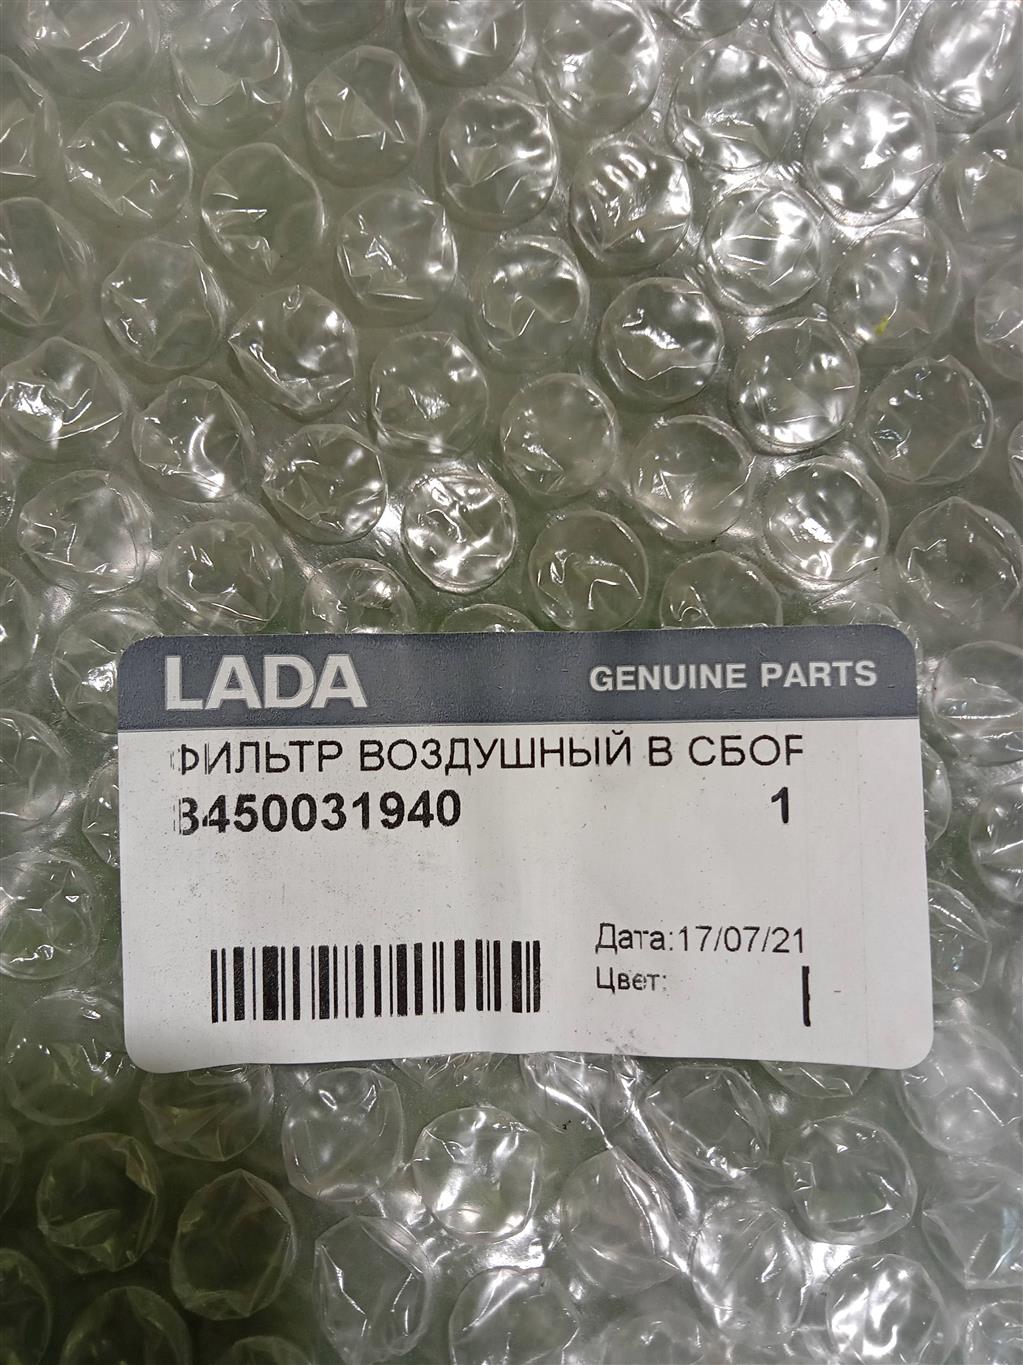 LADA GENUINE PARTS
ФИЛЬТР ВОЗДУШНЫЙ В СБОР
8450031940 1
Дата:17/07/21
Цвет: